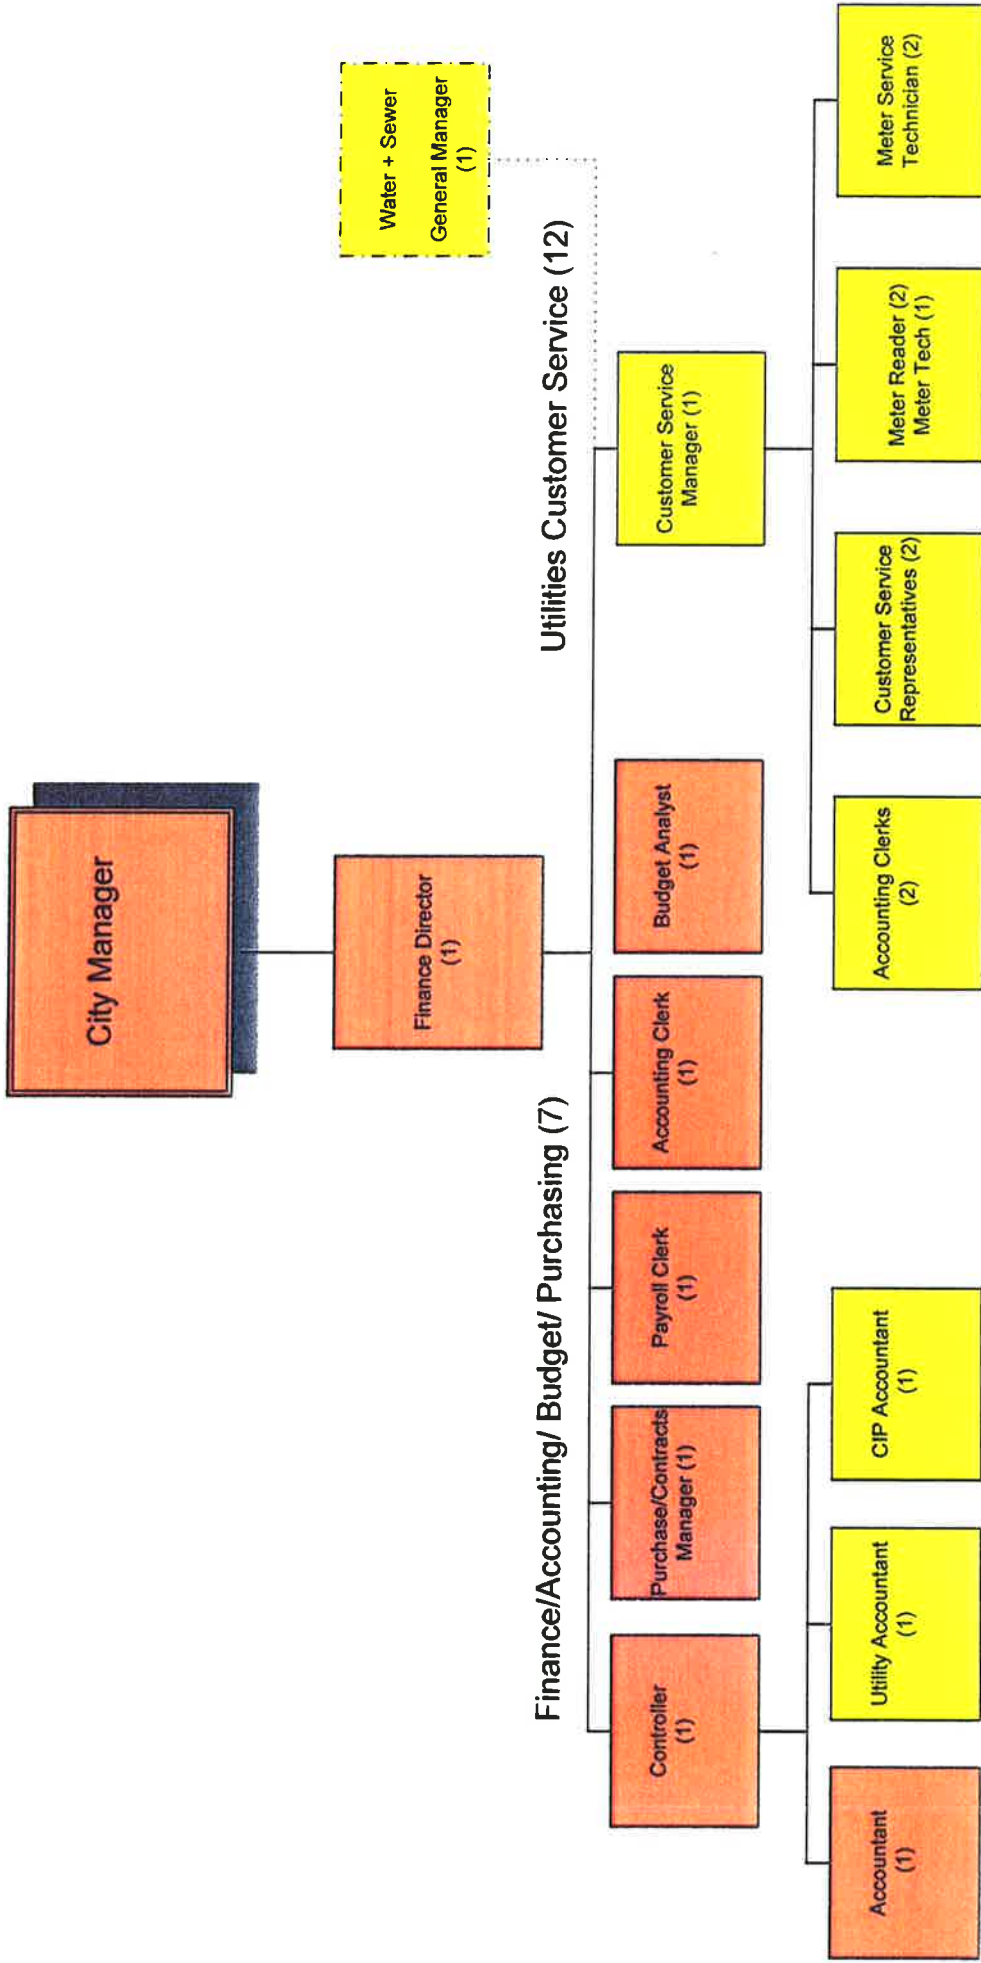 City Manager
Water + Sewer
General Manager
(1)
Finance Director
(1)
Finance/Accounting/ Budget/ Purchasing (7)
Utilities Customer Service (12)
Controller
(1)
Purchase/Contracts
Manager (1)
Payroll Clerk
(1)
Accounting Clerk
(1)
Budget Analyst
(1)
Customer Service
Manager (1)
Accountant
(1)
Utility Accountant
(1)
CIP Accountant
(1)
Accounting Clerks
(2)
Customer Service
Representatives (2)
Meter Reader (2)
Meter Tech (1)
Meter Service
Technician (2)